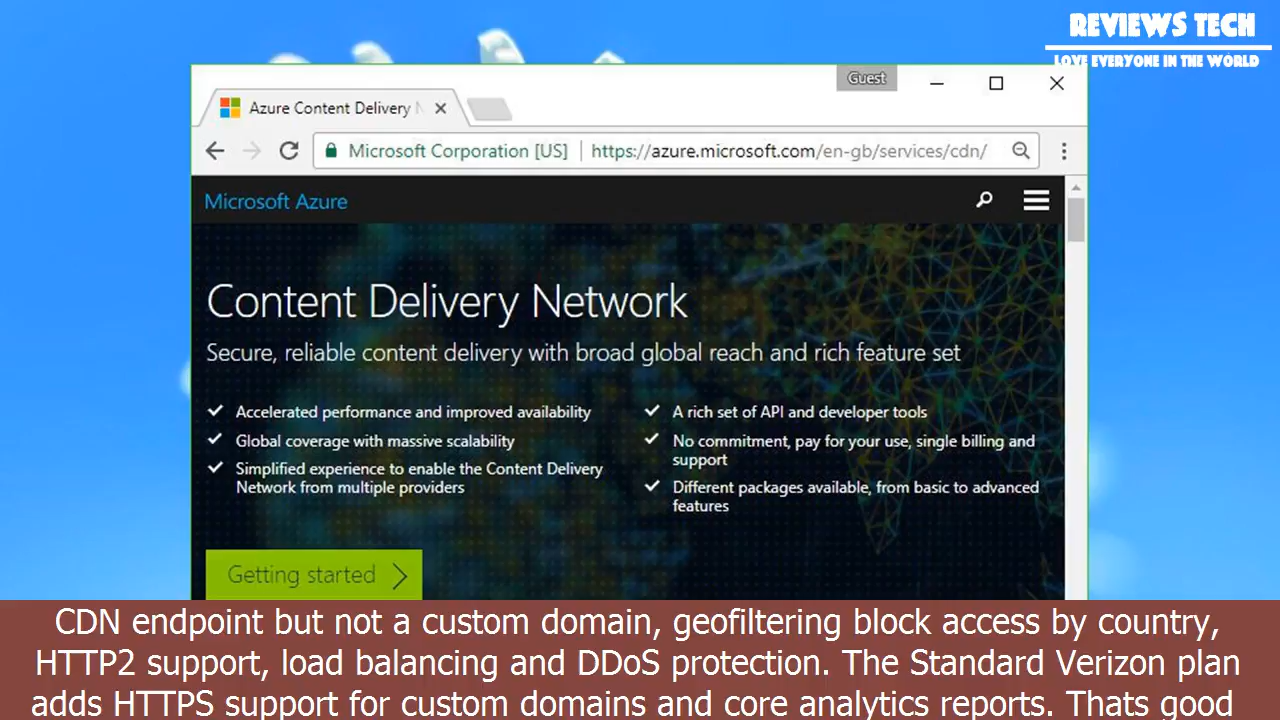 REVIEWS TECH
LOVE EVERYONE IN THE WORLD
Guest
Azure Content Delivery
Microsoft Corporation [US] https://azure.microsoft.com/en-gb/services/cdn/
Microsoft Azure
Content Delivery Network
Secure, reliable content delivery with broad global reach and rich feature set
Accelerated performance and improved availability
Global coverage with massive scalability
Simplified experience to enable the Content Delivery
Network from multiple providers
A rich set of API and developer tools
No commitment, pay for your use, single billing and
support
Different packages available, from basic to advanced
features
Getting started
CDN endpoint but not a custom domain, geofiltering block access by country,
HTTP2 support, load balancing and DDoS protection. The Standard Verizon plan
adds HTTPS support for custom domains and core analytics reports. Thats good